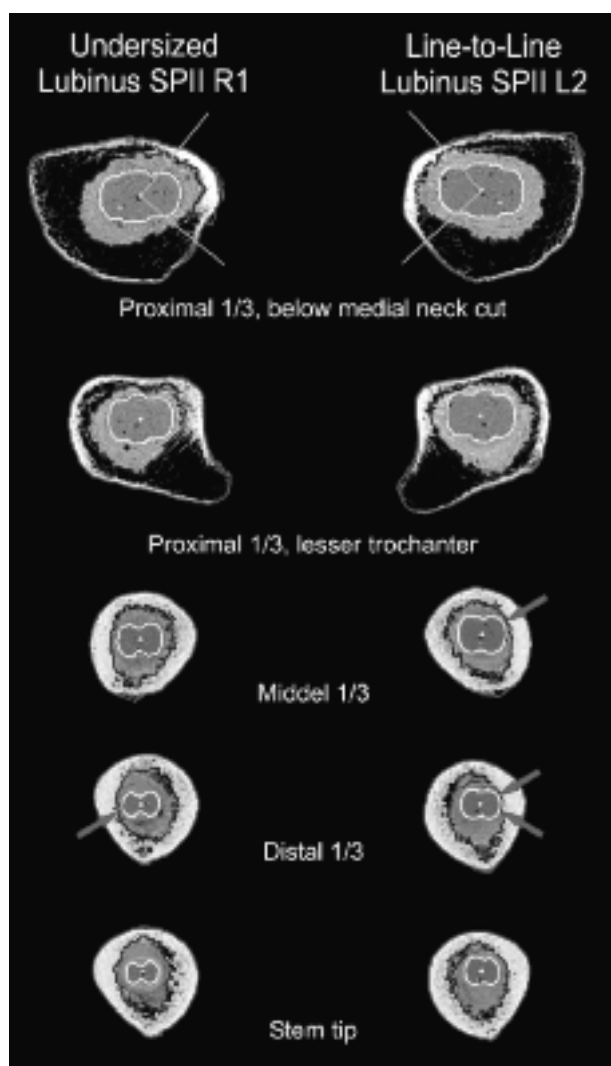 Undersized
Lubinus SPII R1
Line-to-Line
Lubinus SPII L2
Proximal 1/3, below medial neck cut
Proximal 1/3, lesser trochanter
Middel 1/3
Distal 1/3
Stem tip